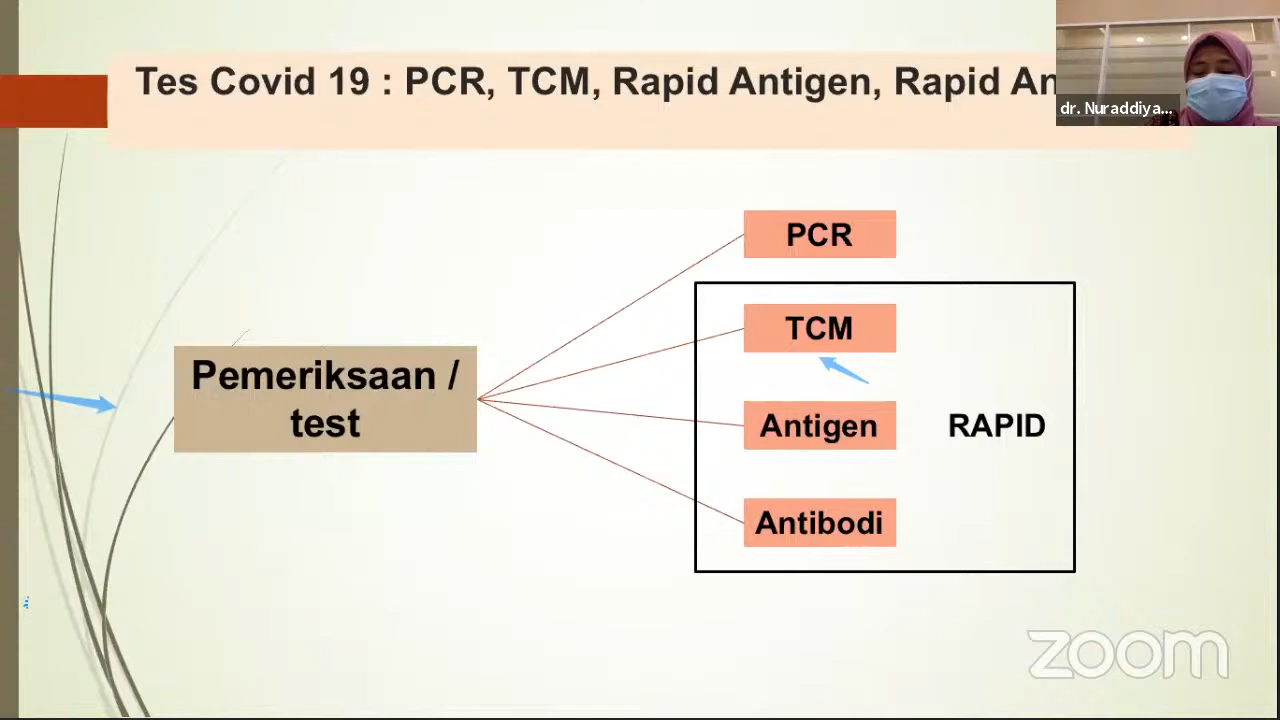 Tes Covid 19 : PCR, TCM, Rapid Antigen, Rapid An
dr. Nuraddiya...
PCR
TCM
Pemeriksaan /
test
Antigen
RAPID
Antibodi
zoom